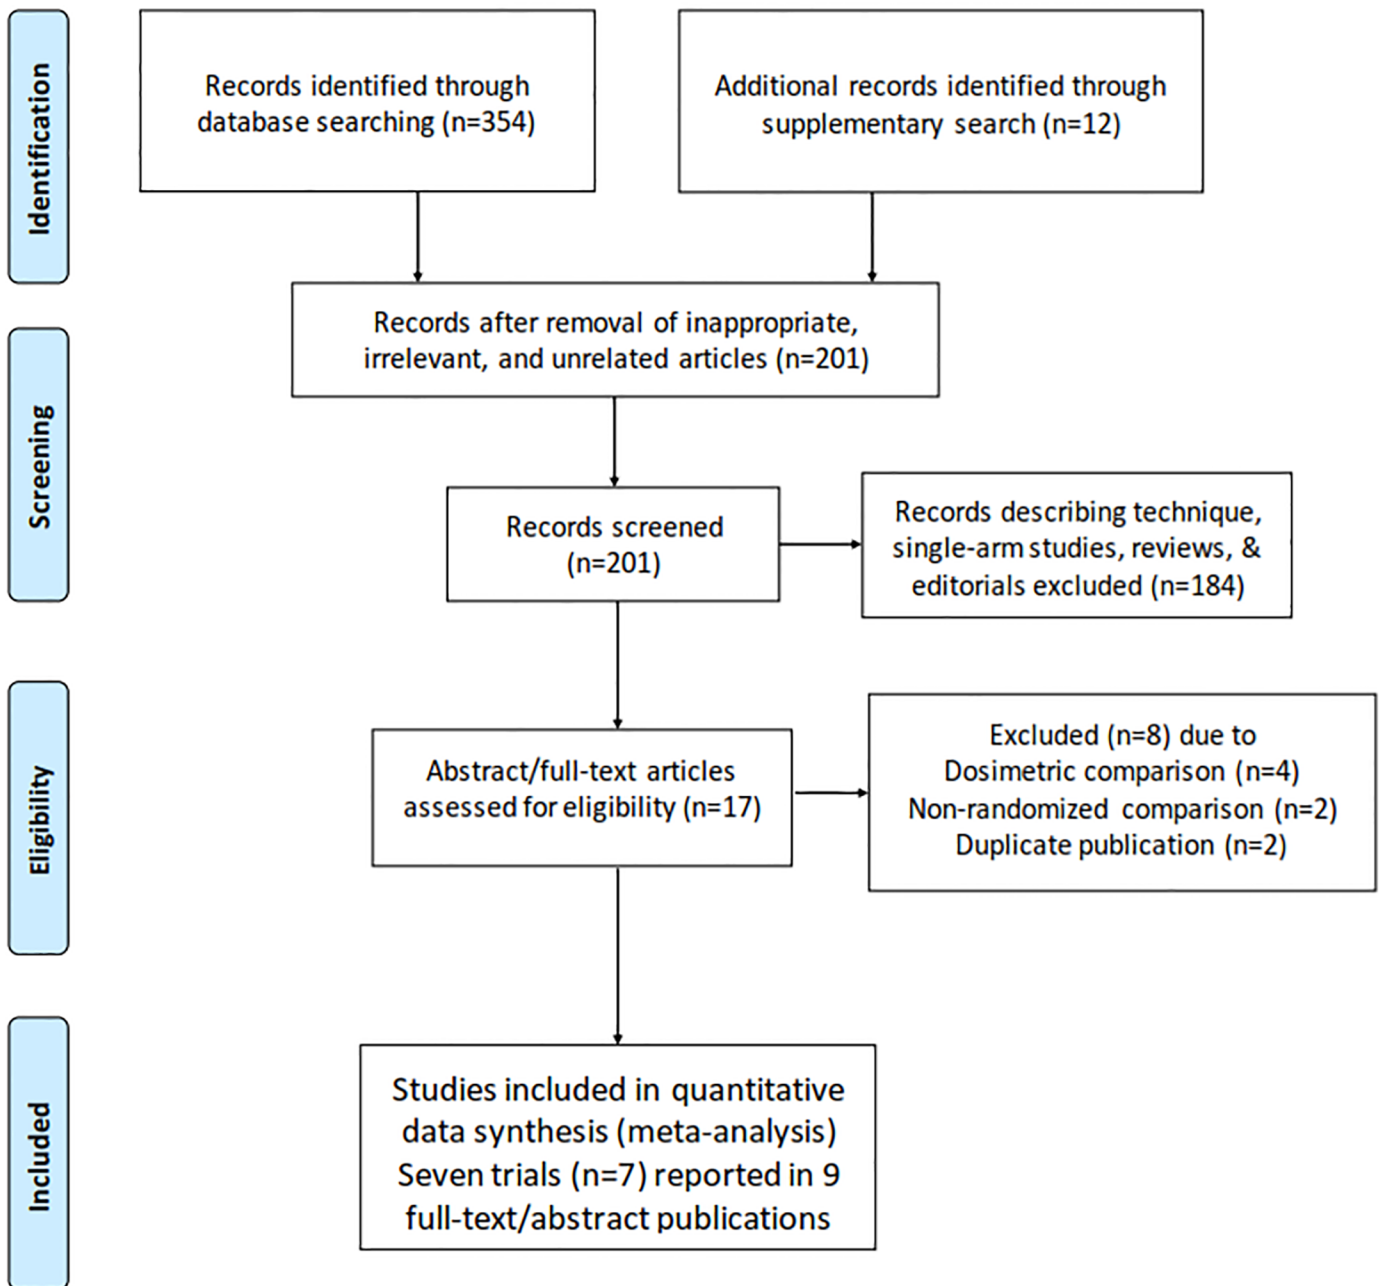 Identification
Records identified through
database searching (n=354)
Additional records identified through
supplementary search (n=12)
Records after removal of inappropriate,
irrelevant, and unrelated articles (n=201)
Screening
Records screened
(n=201)
Records describing technique,
single-arm studies, reviews, &
editorials excluded (n=184)
Eligibility
Abstract/full-text articles
assessed for eligibility (n=17)
Excluded (n=8) due to
Dosimetric comparison (n=4)
Non-randomized comparison (n=2)
Duplicate publication (n=2)
Included
Studies included in quantitative
data synthesis (meta-analysis)
Seven trials (n=7) reported in 9
full-text/abstract publications